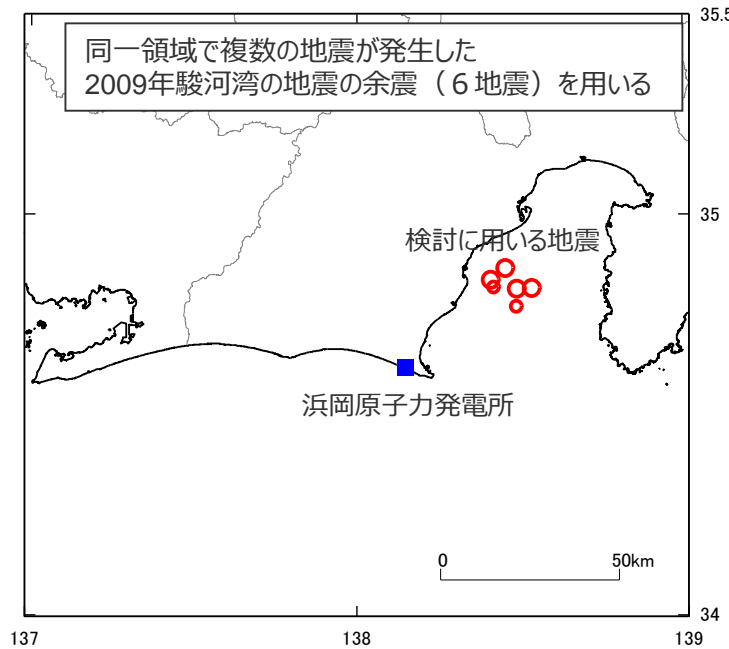 35.5
同一領域で複数の地震が発生した
2009年駿河湾の地震の余震（６地震）を用いる
35
検討に用いる地震
浜岡原子力発電所
0 50km
34
137 138 139